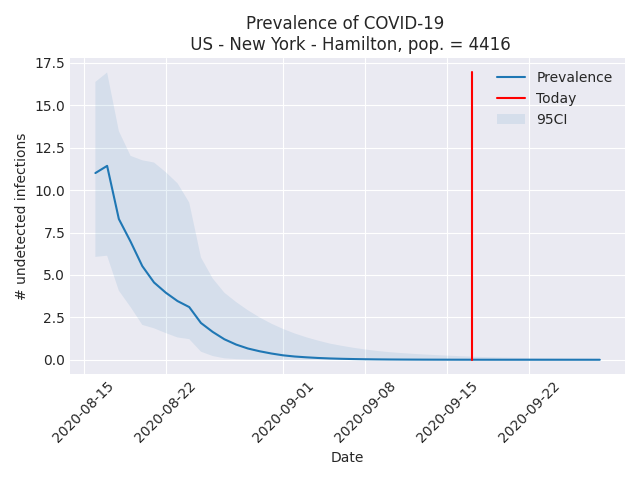 Prevalence of COVID-19
US - New York - Hamilton, pop. = 4416
17.5
15.0
12.5
10.0
7.5
5.0
2.5
0.0
# undetected infections
Prevalence
Today
95CI
2020-08-15
2020-08-22
2020-09-01
2020-09-08
2020-09-15
2020-09-22
Date